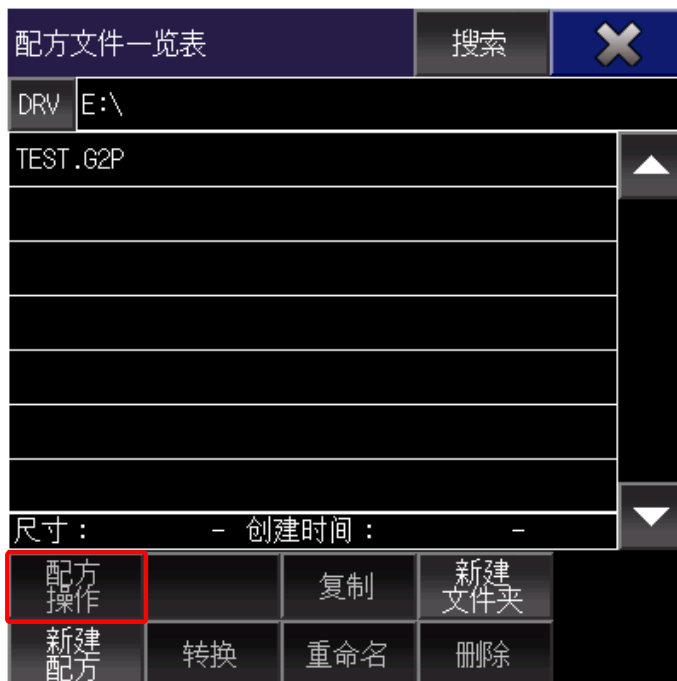 配方文件一览表 搜索
DRV E:\
TEST.G2P
尺寸： - 创建时间： -
配方操作 复制 新建文件夹
新建配方 转换 重命名 删除